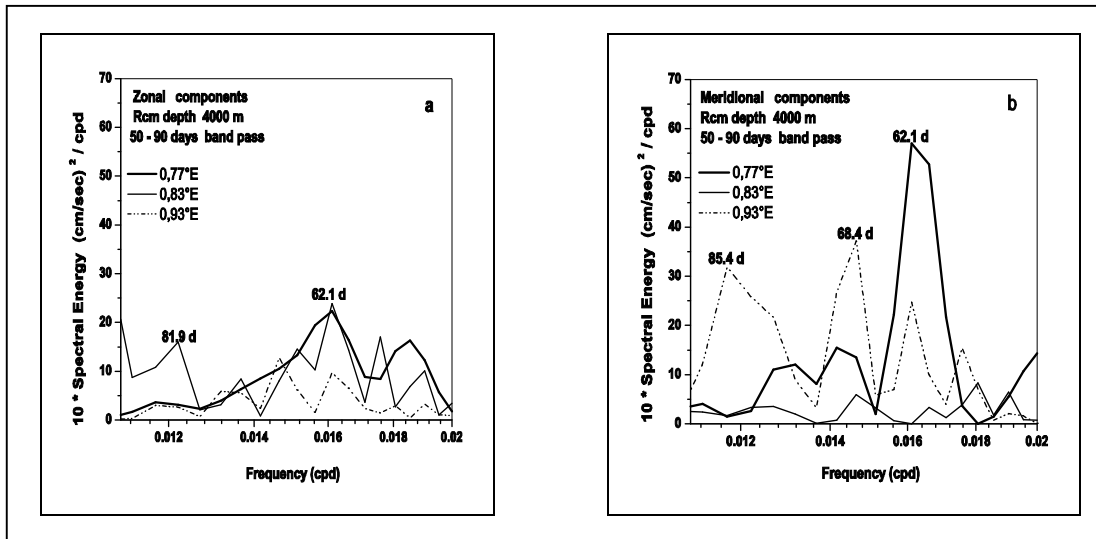 70
60
50
40
30
20
10
0
10 * Spectral Energy (cm/sec) ² / cpd
Zonal components
Rcm depth 4000 m
50 - 90 days band pass
a
0,77°E
0,83°E
0,93°E
81.9 d
62.1 d
0.012 0.014 0.016 0.018 0.02
Frequency (cpd)
70
60
50
40
30
20
10
0
10 * Spectral Energy (cm/sec) ² / cpd
Meridional components
Rcm depth 4000 m
50 - 90 days band pass
b
0,77°E
0,83°E
0,93°E
62.1 d
68.4 d
85.4 d
0.012 0.014 0.016 0.018 0.02
Frequency (cpd)